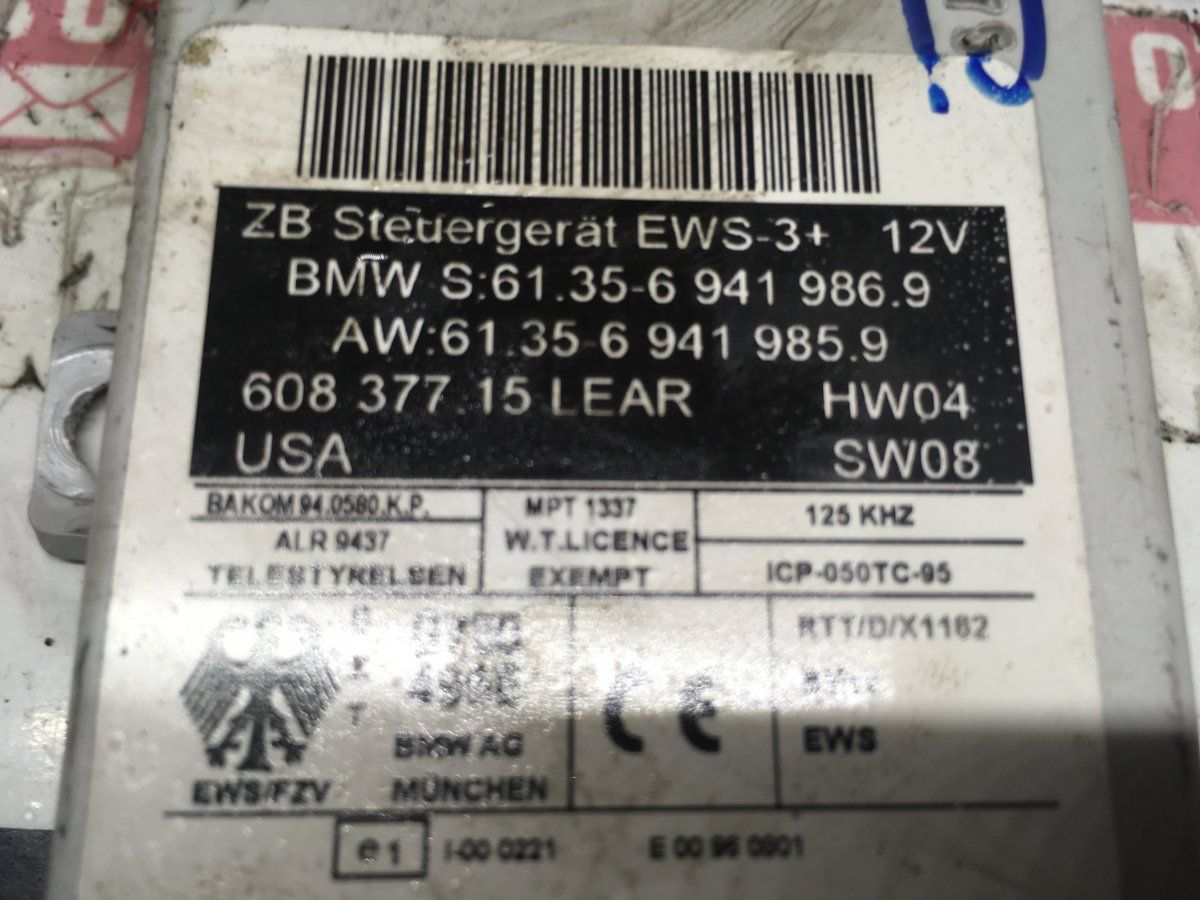 ZB Steuergerät EWS-3+ 12V
BMW S:61.35-6 941 986.9
AW:61.35-6 941 985.9
608 377.15 LEAR HW04
USA SW08
BAKOM 94.0580.K.P.
ALR 9437
TELESTYRELSEN
MPT 1337
W.T.LICENCE
EXEMPT
125 KHZ
ICP-050TC-95
BMW AG
MÜNCHEN
EWS/FZV
CE
RTT/D/X1162
EWS
e1 I-00 0221 E 00 96 0801